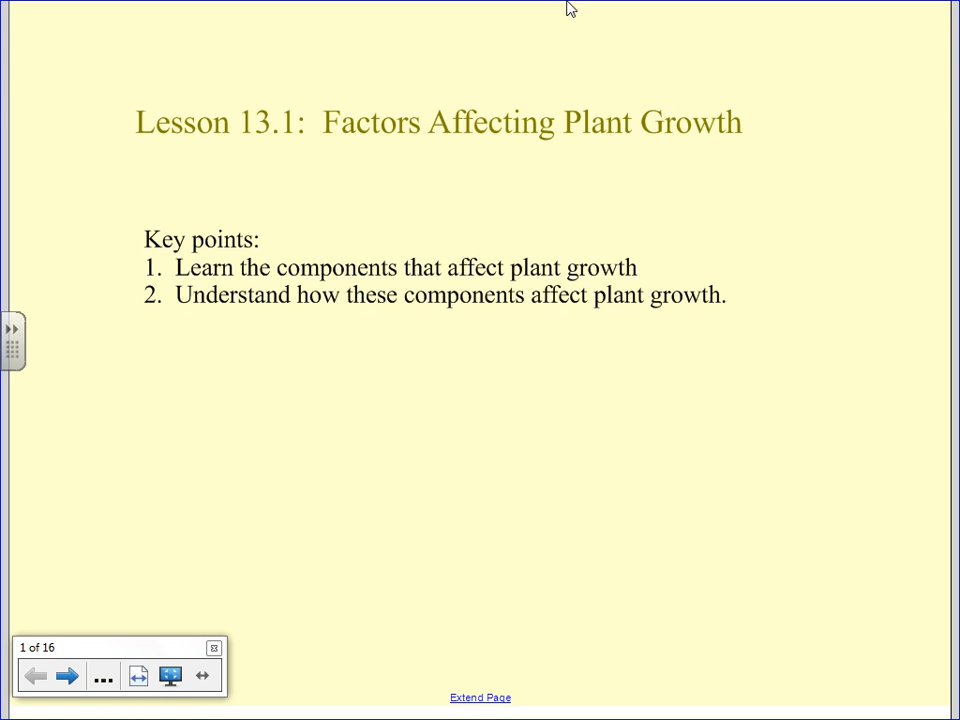 Lesson 13.1:  Factors Affecting Plant Growth
Key points:
1.  Learn the components that affect plant growth
2.  Understand how these components affect plant growth.
1 of 16
...
Extend Page